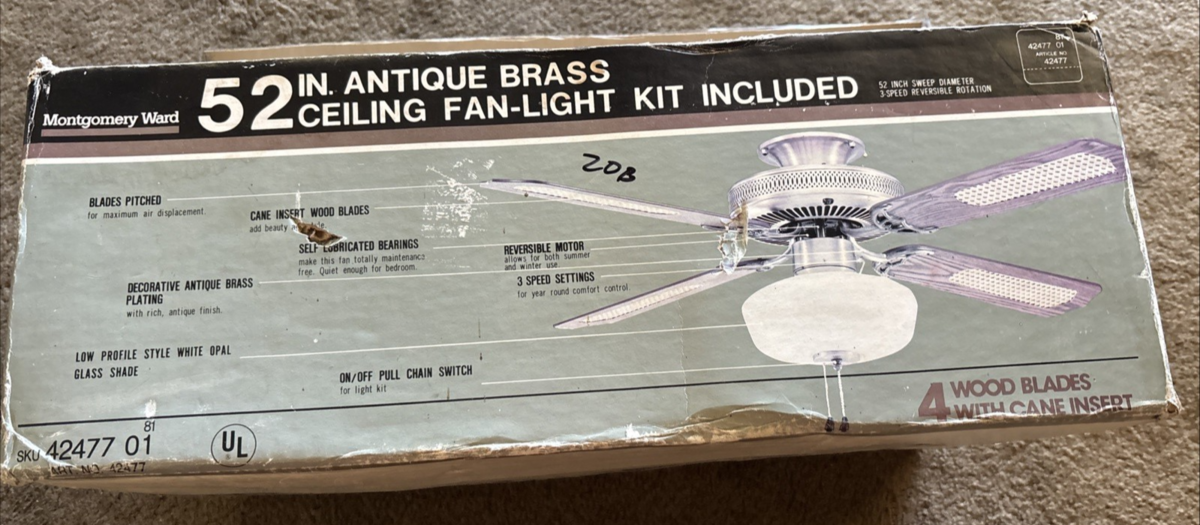 Montgomery Ward
52 IN. ANTIQUE BRASS
CEILING FAN-LIGHT KIT INCLUDED
52 INCH SWEEP DIAMETER
3-SPEED REVERSIBLE ROTATION
42477 01
ARTICLE NO
42477
20B
BLADES PITCHED
for maximum air displacement.
CANE INSERT WOOD BLADES
add beauty
SELF LUBRICATED BEARINGS
make this fan totally maintenance
free. Quiet enough for bedroom.
REVERSIBLE MOTOR
allows for both summer
and winter use.
3 SPEED SETTINGS
for year round comfort control.
DECORATIVE ANTIQUE BRASS
PLATING
with rich, antique finish.
LOW PROFILE STYLE WHITE OPAL
GLASS SHADE
ON/OFF PULL CHAIN SWITCH
for light kit
4 WOOD BLADES
WITH CANE INSERT
81
SKU 42477 01
ART NO. 42477
UL